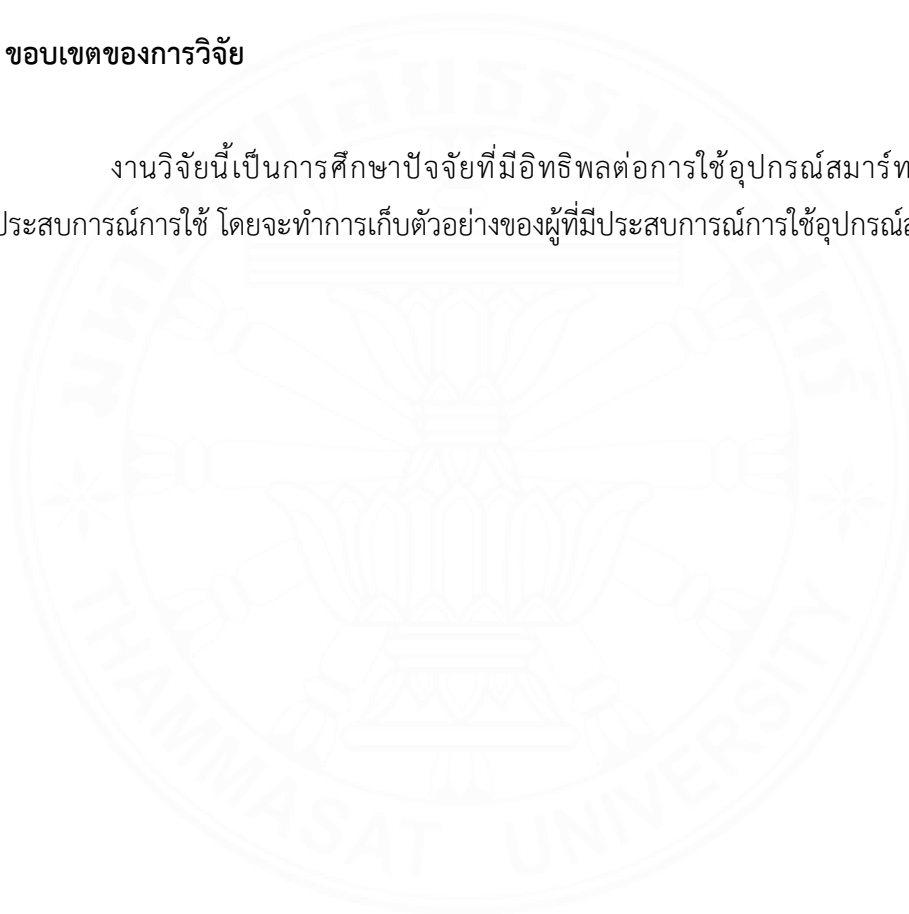 ขอบเขตของการวิจัย
งานวิจัยนี้เป็นการศึกษาปัจจัยที่มีอิทธิพลต่อการใช้อุปกรณ์สมาร์ท
ประสบการณ์การใช้ โดยจะทำการเก็บตัวอย่างของผู้ที่มีประสบการณ์การใช้อุปกรณ์
THAMMASAT UNIVERSITY